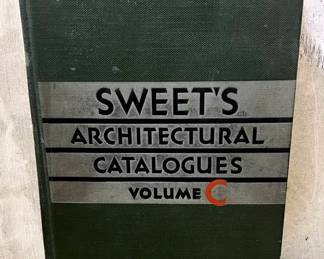 SWEET'S
ARCHITECTURAL
CATALOGUES
VOLUME C